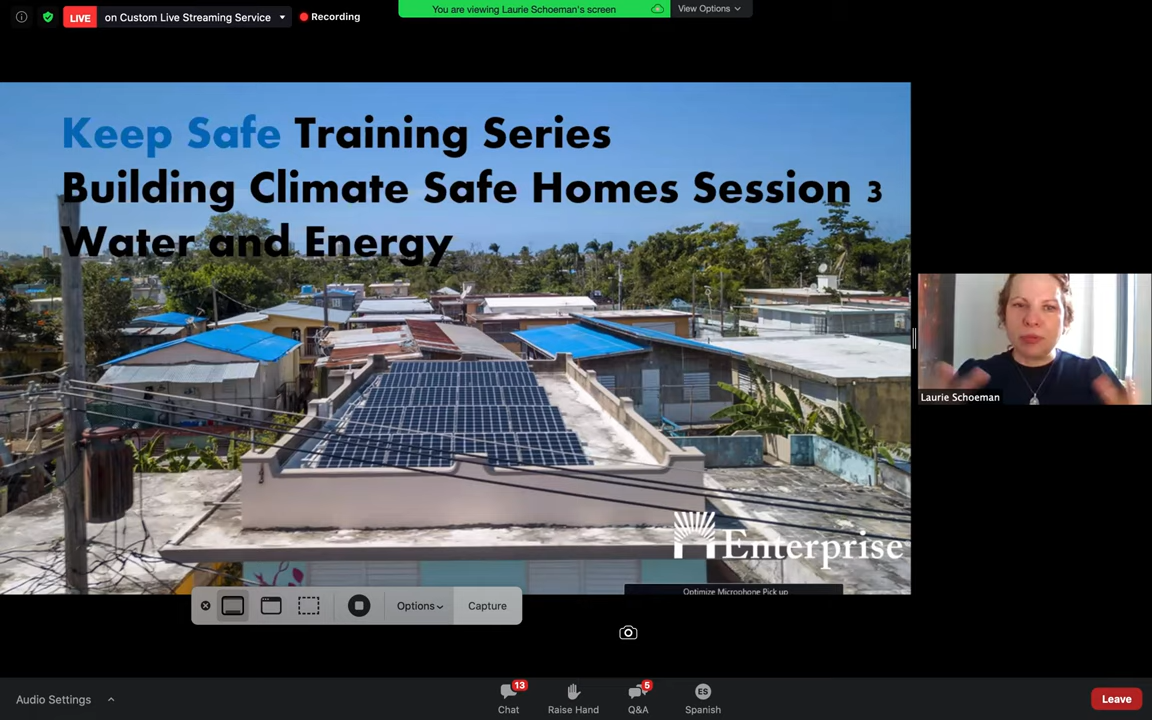 LIVE on Custom Live Streaming Service
Recording
You are viewing Laurie Schoeman's screen
View Options
Keep Safe Training Series
Building Climate Safe Homes Session 3
Water and Energy
Enterprise
Laurie Schoeman
Optimize Microphone Pick up
Options
Capture
Audio Settings
13
Chat
Raise Hand
5
Q&A
ES
Spanish
Leave